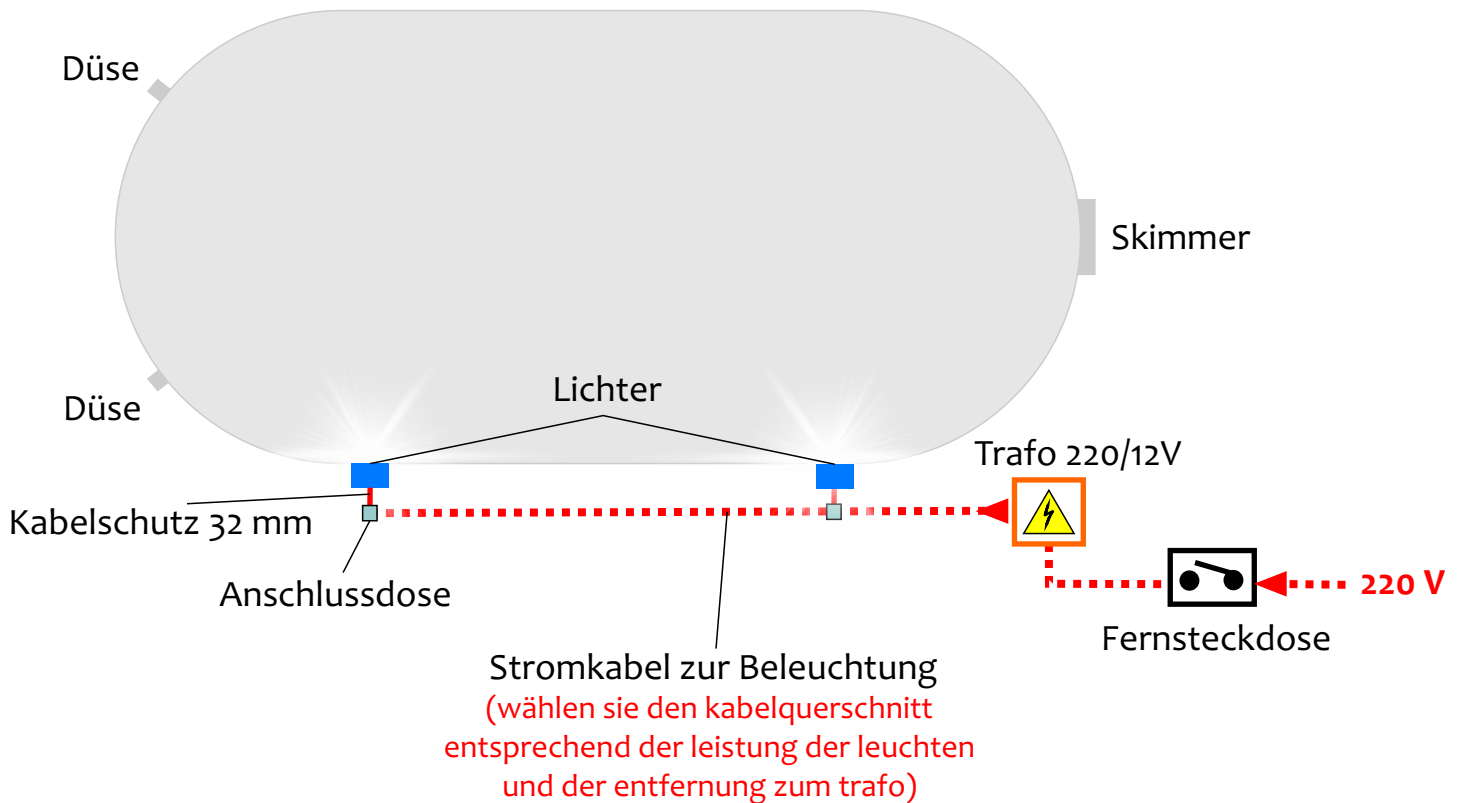 Düse
Skimmer
Lichter
Düse
Trafo 220/12V
Kabelschutz 32 mm
220 V
Anschlussdose
Fernsteckdose
Stromkabel zur Beleuchtung
(wählen sie den kabelquerschnitt
entsprechend der leistung der leuchten
und der entfernung zum trafo)